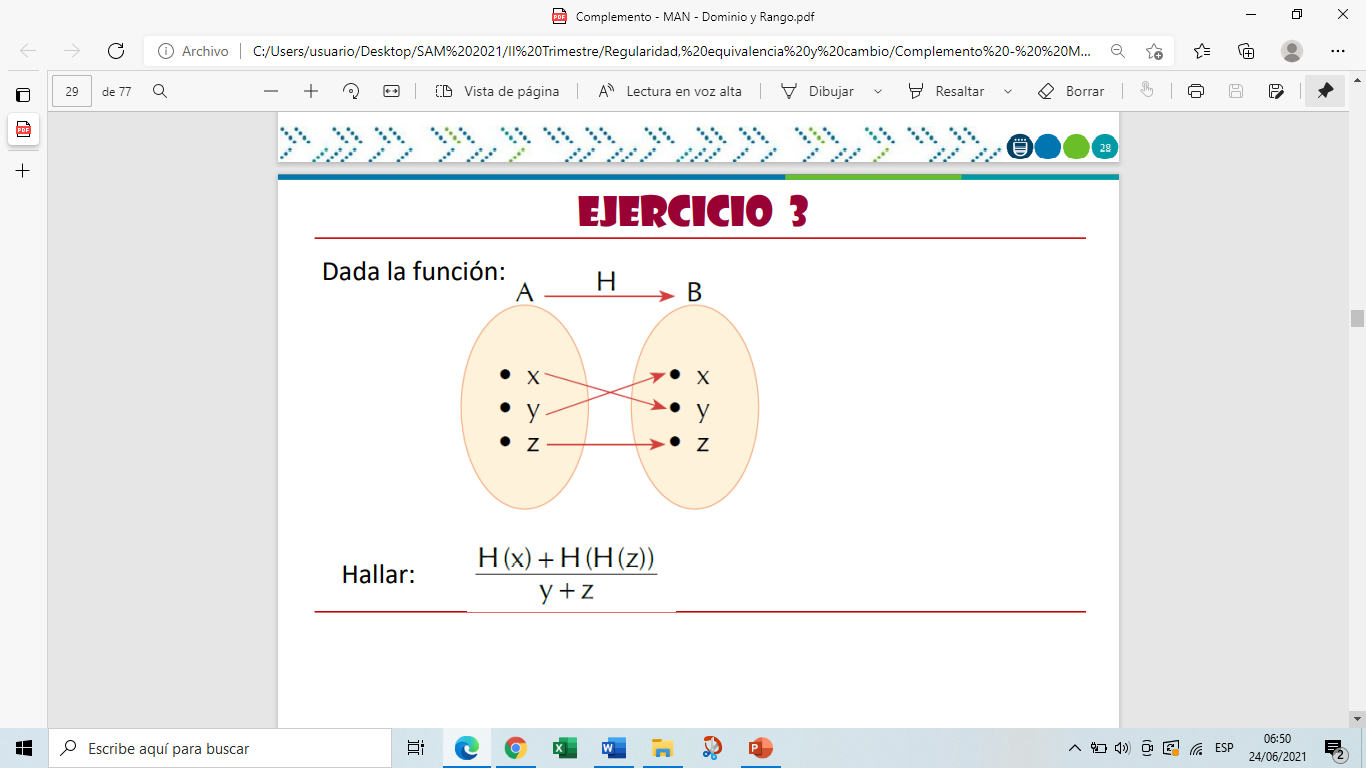 Complemento - MAN - Dominio y Rango.pdf
Archivo
C:/Users/usuario/Desktop/SAM%202021/II%20Trimestre/Regularidad,%20equivalencia%20y%20cambio/Complemento%20-%20%20M...
29 de 77
Vista de página
Lectura en voz alta
Dibujar
Resaltar
Borrar
28
EJERCICIO 3
Dada la función:
A H B
x x
y y
z z
Hallar:
H(x) + H(H(z))
y + z
Escribe aquí para buscar
ESP
06:50
24/06/2021
2